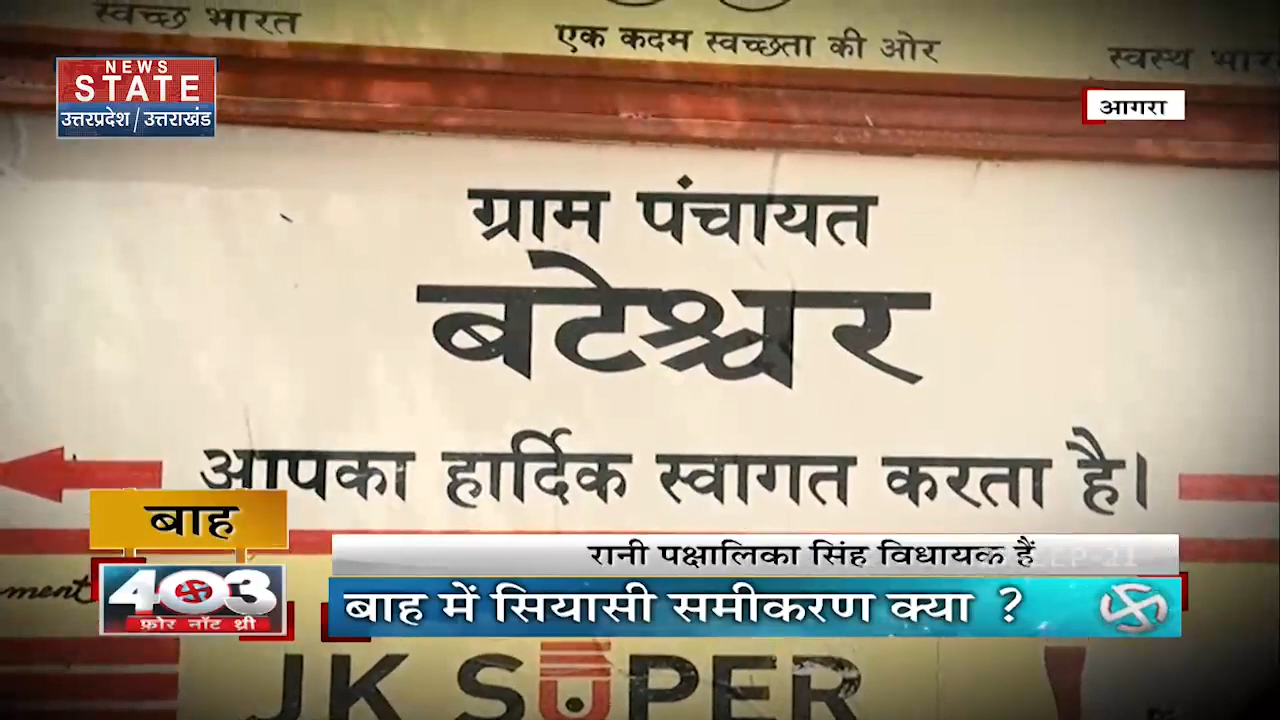 स्वच्छ भारत
एक कदम स्वच्छता की ओर
स्वस्थ भार
NEWS
STATE
उत्तरप्रदेश/उत्तराखंड
आगरा
ग्राम पंचायत
बटेश्वर
आपका हार्दिक स्वागत करता है।
बाह
रानी पक्षालिका सिंह विधायक हैं
403
फ़ोर नॉट थ्री
बाह में सियासी समीकरण क्या ?
ment
JK SUPER